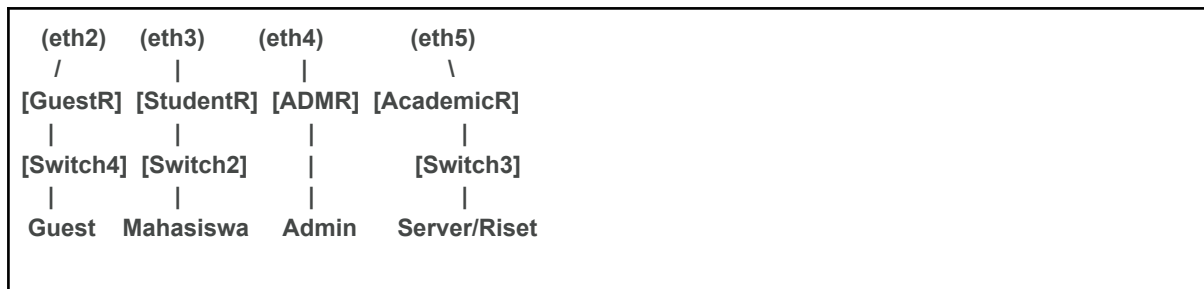 (eth2) (eth3) (eth4) (eth5)
/ | | \
[GuestR] [StudentR] [ADMR] [AcademicR]
| | | |
[Switch4] [Switch2] | [Switch3]
| | | |
Guest Mahasiswa Admin Server/Riset